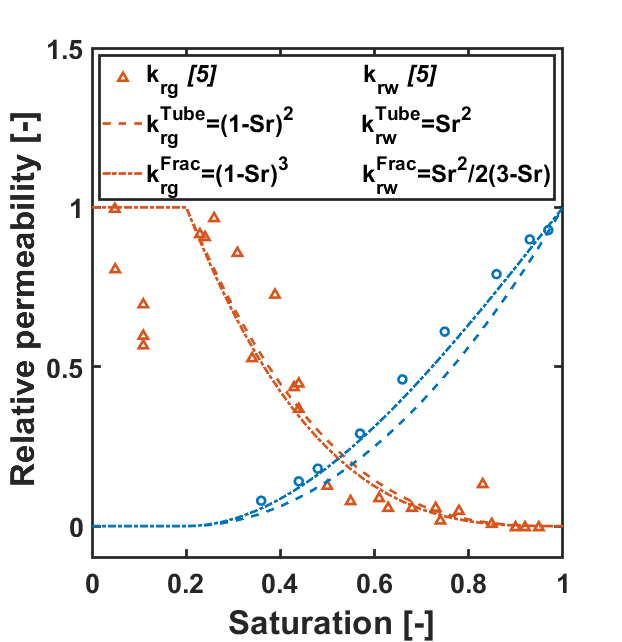 1.5
k_rg [5] k_rw [5]
k_rg^Tube=(1-Sr)^2 k_rw^Tube=Sr^2
k_rg^Frac=(1-Sr)^3 k_rw^Frac=Sr^2/2(3-Sr)
1
0.5
0
Relative permeability [-]
0 0.2 0.4 0.6 0.8 1
Saturation [-]